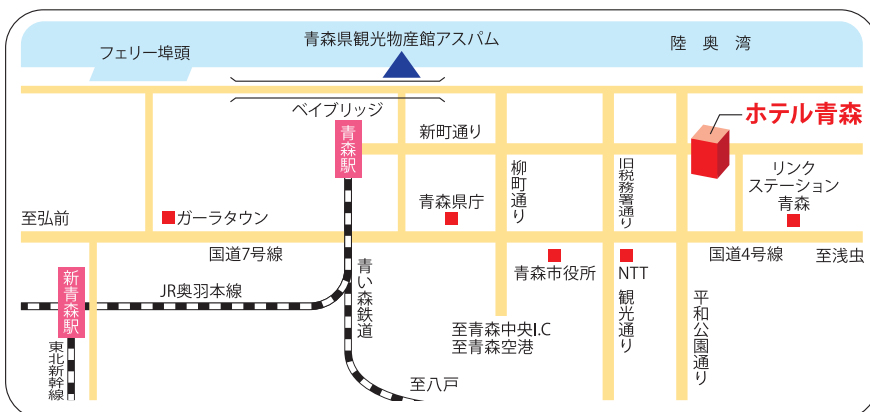 青森県観光物産館アスパム
陸奥湾
フェリー埠頭
ベイブリッジ
ホテル青森
新町通り
青森駅
柳町通り
旧税務署通り
リンク
ステーション
青森
至弘前
ガーラタウン
青森県庁
国道7号線
国道4号線
至浅虫
青森市役所
NTT
新青森駅
JR奥羽本線
青い森鉄道
観光通り
平和公園通り
至青森中央I.C
至青森空港
東北新幹線
至八戸